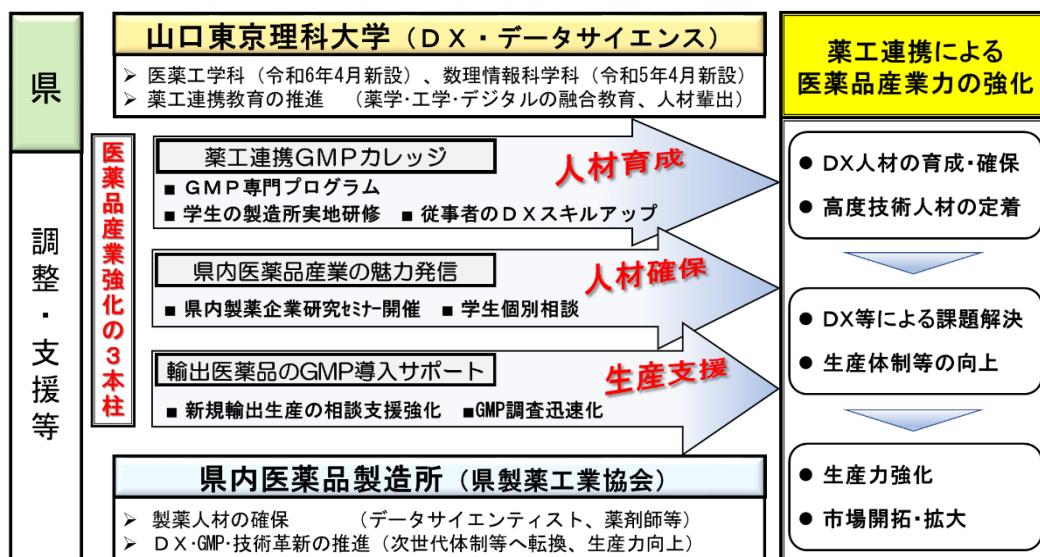 県
調整・支援等
山口東京理科大学（ＤＸ・データサイエンス）
➢ 医薬工学科（令和6年4月新設）、数理情報科学科（令和5年4月新設）
➢ 薬工連携教育の推進　（薬学・工学・デジタルの融合教育、人材輩出）
医薬品産業強化の３本柱
薬工連携ＧＭＰカレッジ
■ ＧＭＰ専門プログラム
■ 学生の製造所実地研修　■ 従事者のＤＸスキルアップ
人材育成
県内医薬品産業の魅力発信
■ 県内製薬企業研究ｾﾐﾅｰ開催　■ 学生個別相談
人材確保
輸出医薬品のGMP導入サポート
■ 新規輸出生産の相談支援強化　■GMP調査迅速化
生産支援
県内医薬品製造所（県製薬工業協会）
➢ 製薬人材の確保　　　（データサイエンティスト、薬剤師等）
➢ ＤＸ・GMP・技術革新の推進（次世代体制等へ転換、生産力向上）
薬工連携による
医薬品産業力の強化
● DX人材の育成・確保
● 高度技術人材の定着
● DX等による課題解決
● 生産体制等の向上
● 生産力強化
● 市場開拓・拡大